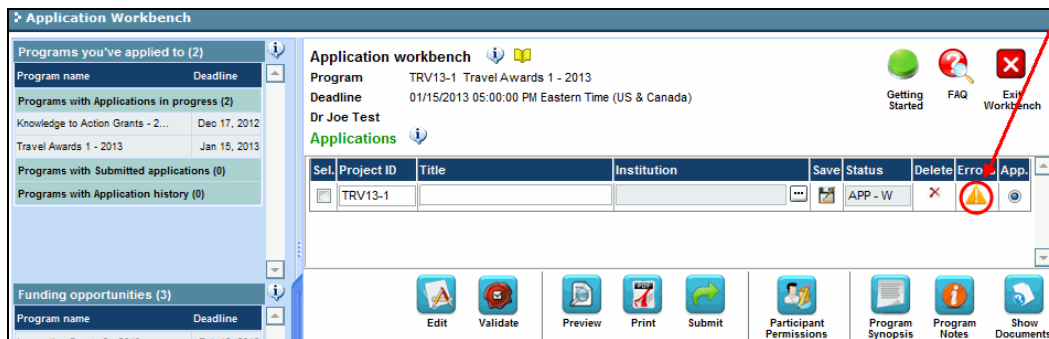 Application Workbench
Programs you've applied to (2)
Program name Deadline
Programs with Applications in progress (2)
Knowledge to Action Grants - 2... Dec 17, 2012
Travel Awards 1 - 2013 Jan 15, 2013
Programs with Submitted applications (0)
Programs with Application history (0)
Funding opportunities (3)
Program name Deadline
Application workbench
Program TRV13-1 Travel Awards 1 - 2013
Deadline 01/15/2013 05:00:00 PM Eastern Time (US & Canada)
Dr Joe Test
Applications
Getting Started
FAQ
Exit Workbench
Sel. Project ID Title Institution Save Status Delete Errors App.
TRV13-1 ... APP - W
Edit Validate Preview Print Submit Participant Permissions Program Synopsis Program Notes Show Documents